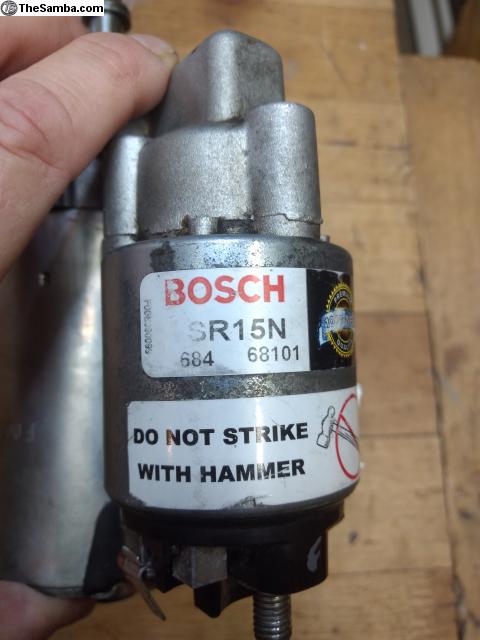 TheSamba.com
BOSCH
SR15N
684 68101
DO NOT STRIKE
WITH HAMMER